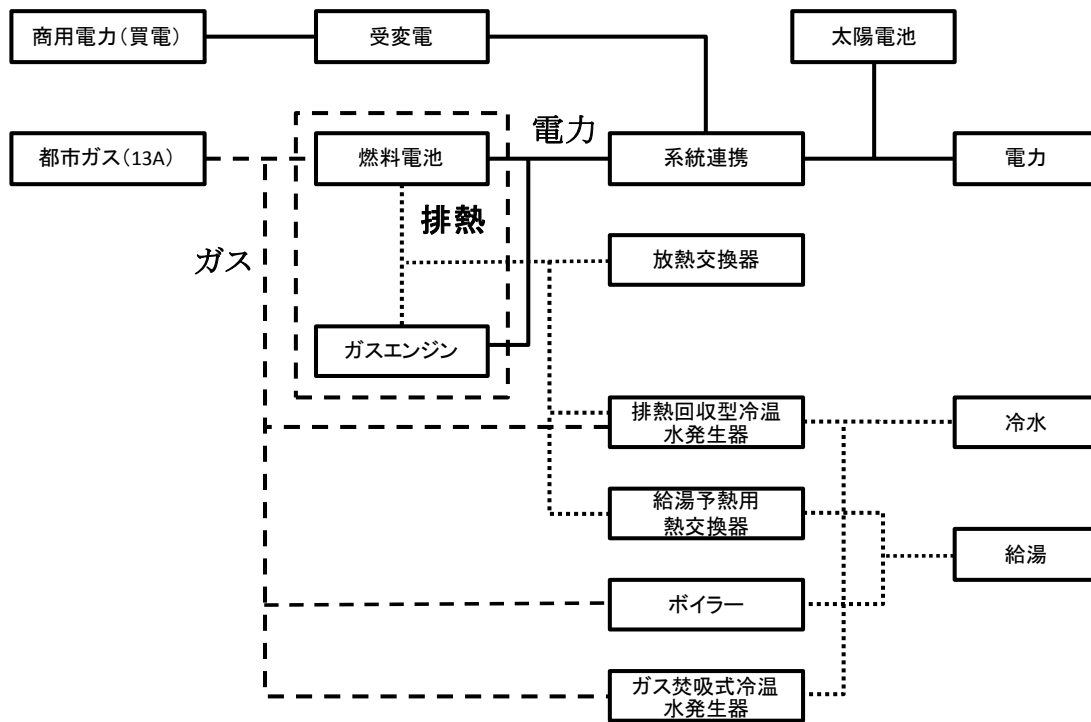 商用電力(買電)
受変電
太陽電池
都市ガス(13A)
燃料電池
電力
系統連携
電力
排熱
ガス
放熱交換器
ガスエンジン
排熱回収型冷温
水発生器
冷水
給湯予熱用
熱交換器
給湯
ボイラー
ガス焚吸式冷温
水発生器